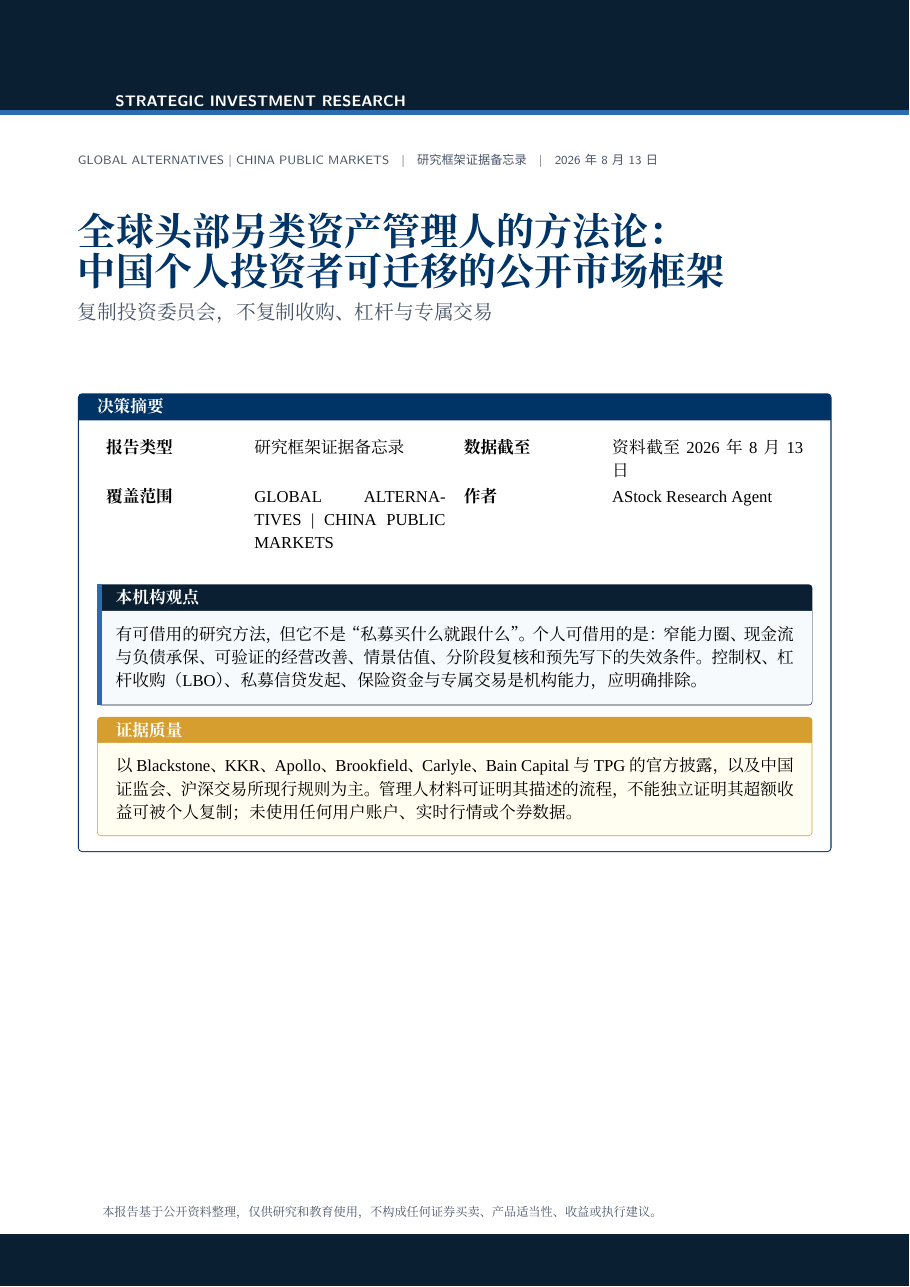 STRATEGIC INVESTMENT RESEARCH
GLOBAL ALTERNATIVES | CHINA PUBLIC MARKETS | 研究框架证据备忘录 | 2026 年 8 月 13 日
全球头部另类资产管理人的方法论：
中国个人投资者可迁移的公开市场框架
复制投资委员会，不复制收购、杠杆与专属交易
决策摘要
报告类型 研究框架证据备忘录 数据截至 资料截至 2026 年 8 月 13
日
覆盖范围 GLOBAL ALTERNA- 作者 AStock Research Agent
TIVES | CHINA PUBLIC
MARKETS
本机构观点
有可借用的研究方法，但它不是 “私募买什么就跟什么”。个人可借用的是：窄能力圈、现金流
与负债承保、可验证的经营改善、情景估值、分阶段复核和预先写下的失效条件。控制权、杠
杆收购（LBO）、私募信贷发起、保险资金与专属交易是机构能力，应明确排除。
证据质量
以 Blackstone、KKR、Apollo、Brookfield、Carlyle、Bain Capital 与 TPG 的官方披露，以及中国
证监会、沪深交易所现行规则为主。管理人材料可证明其描述的流程，不能独立证明其超额收
益可被个人复制；未使用任何用户账户、实时行情或个券数据。
本报告基于公开资料整理，仅供研究和教育使用，不构成任何证券买卖、产品适当性、收益或执行建议。